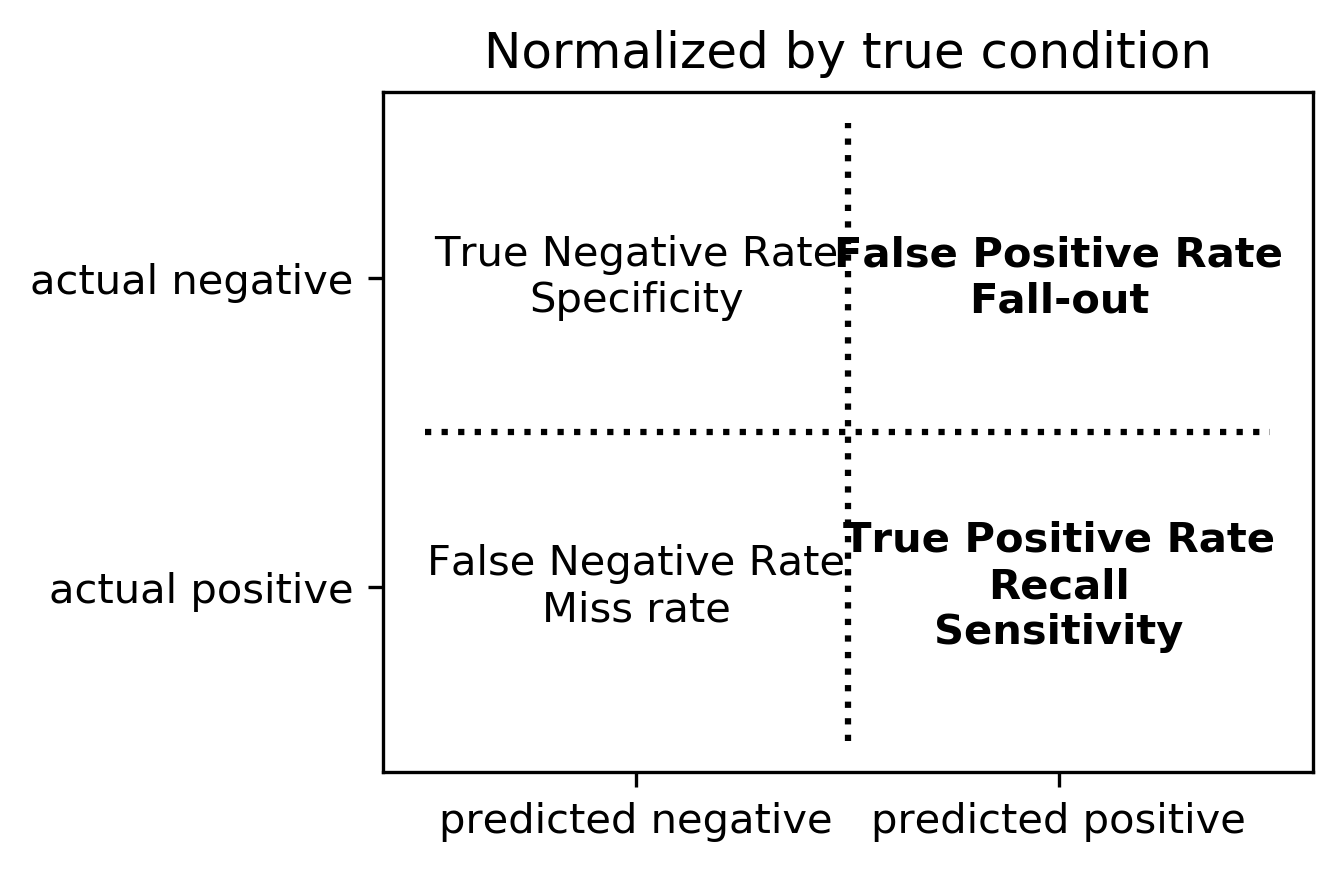 Normalized by true condition
actual negative
True Negative Rate
Specificity
False Positive Rate
Fall-out
actual positive
False Negative Rate
Miss rate
True Positive Rate
Recall
Sensitivity
predicted negative
predicted positive